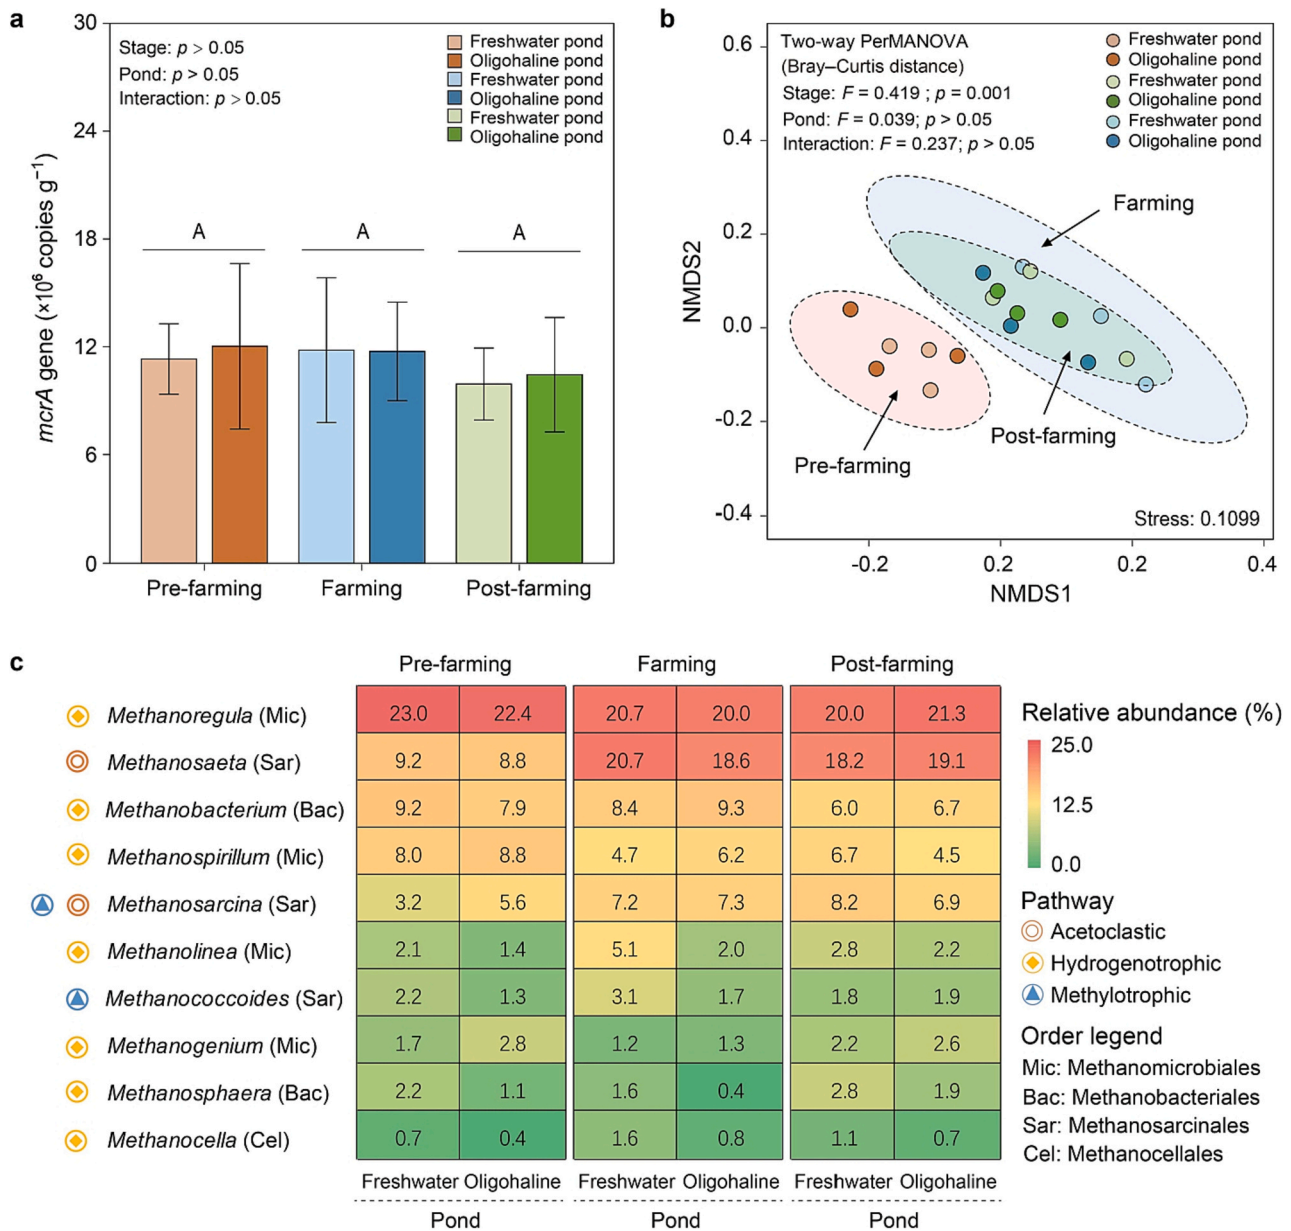 a
30
24
18
12
6
0
mcrA gene (×10⁶ copies g⁻¹)
Stage: p > 0.05
Pond: p > 0.05
Interaction: p > 0.05
Freshwater pond
Oligohaline pond
Freshwater pond
Oligohaline pond
Freshwater pond
Oligohaline pond
A A A
Pre-farming Farming Post-farming
b
0.6
0.4
0.2
0.0
-0.2
-0.4
NMDS2
Two-way PerMANOVA
(Bray–Curtis distance)
Stage: F = 0.419 ; p = 0.001
Pond: F = 0.039; p > 0.05
Interaction: F = 0.237; p > 0.05
Freshwater pond
Oligohaline pond
Freshwater pond
Oligohaline pond
Freshwater pond
Oligohaline pond
Farming
Post-farming
Pre-farming
Stress: 0.1099
-0.2 0.2 0.2 0.4
NMDS1
c
Pre-farming Farming Post-farming
Methanoregula (Mic) 23.0 22.4 20.7 20.0 20.0 21.3
Methanosaeta (Sar) 9.2 8.8 20.7 18.6 18.2 19.1
Methanobacterium (Bac) 9.2 7.9 8.4 9.3 6.0 6.7
Methanospirillum (Mic) 8.0 8.8 4.7 6.2 6.7 4.5
Methanosarcina (Sar) 3.2 5.6 7.2 7.3 8.2 6.9
Methanolinea (Mic) 2.1 1.4 5.1 2.0 2.8 2.2
Methanococcoides (Sar) 2.2 1.3 3.1 1.7 1.8 1.9
Methanogenium (Mic) 1.7 2.8 1.2 1.3 2.2 2.6
Methanosphaera (Bac) 2.2 1.1 1.6 0.4 2.8 1.9
Methanocella (Cel) 0.7 0.4 1.6 0.8 1.1 0.7
Freshwater Oligohaline Freshwater Oligohaline Freshwater Oligohaline
Pond Pond Pond
Relative abundance (%)
25.0
12.5
0.0
Pathway
Acetoclastic
Hydrogenotrophic
Methylotrophic
Order legend
Mic: Methanomicrobiales
Bac: Methanobacteriales
Sar: Methanosarcinales
Cel: Methanocellales